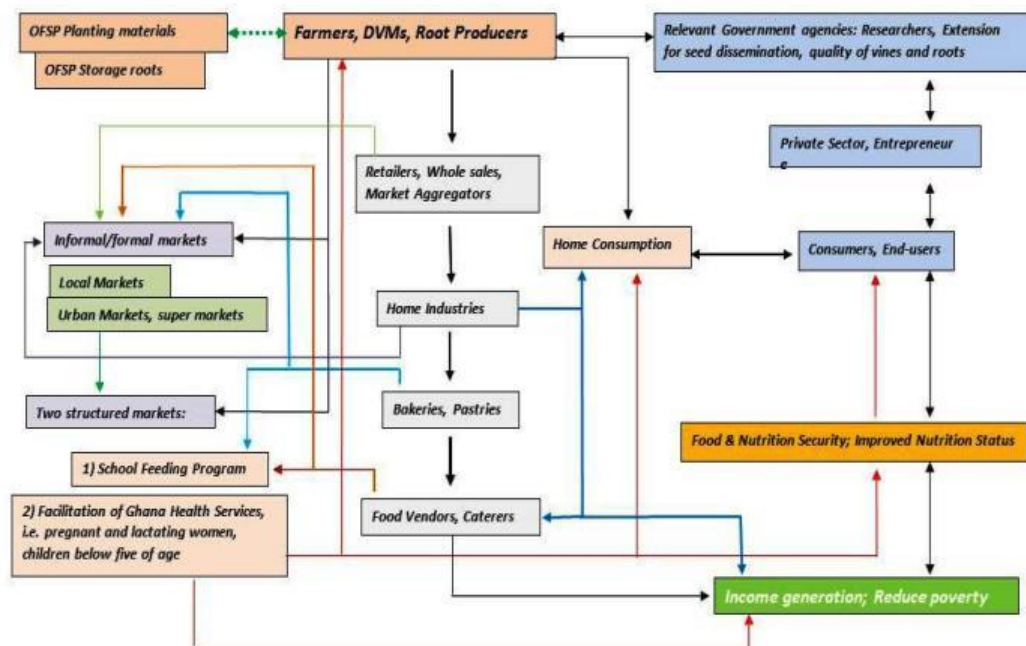 OFSP Planting materials
OFSP Storage roots
Farmers, DVMs, Root Producers
Relevant Government agencies: Researchers, Extension
for seed dissemination, quality of vines and roots
Private Sector, Entrepreneur
e
Retailers, Whole sales,
Market Aggregators
Informal/formal markets
Home Consumption
Consumers, End-users
Local Markets
Urban Markets, super markets
Home Industries
Two structured markets:
Bakeries, Pastries
Food & Nutrition Security; Improved Nutrition Status
1) School Feeding Program
2) Facilitation of Ghana Health Services,
i.e. pregnant and lactating women,
children below five of age
Food Vendors, Caterers
Income generation; Reduce poverty